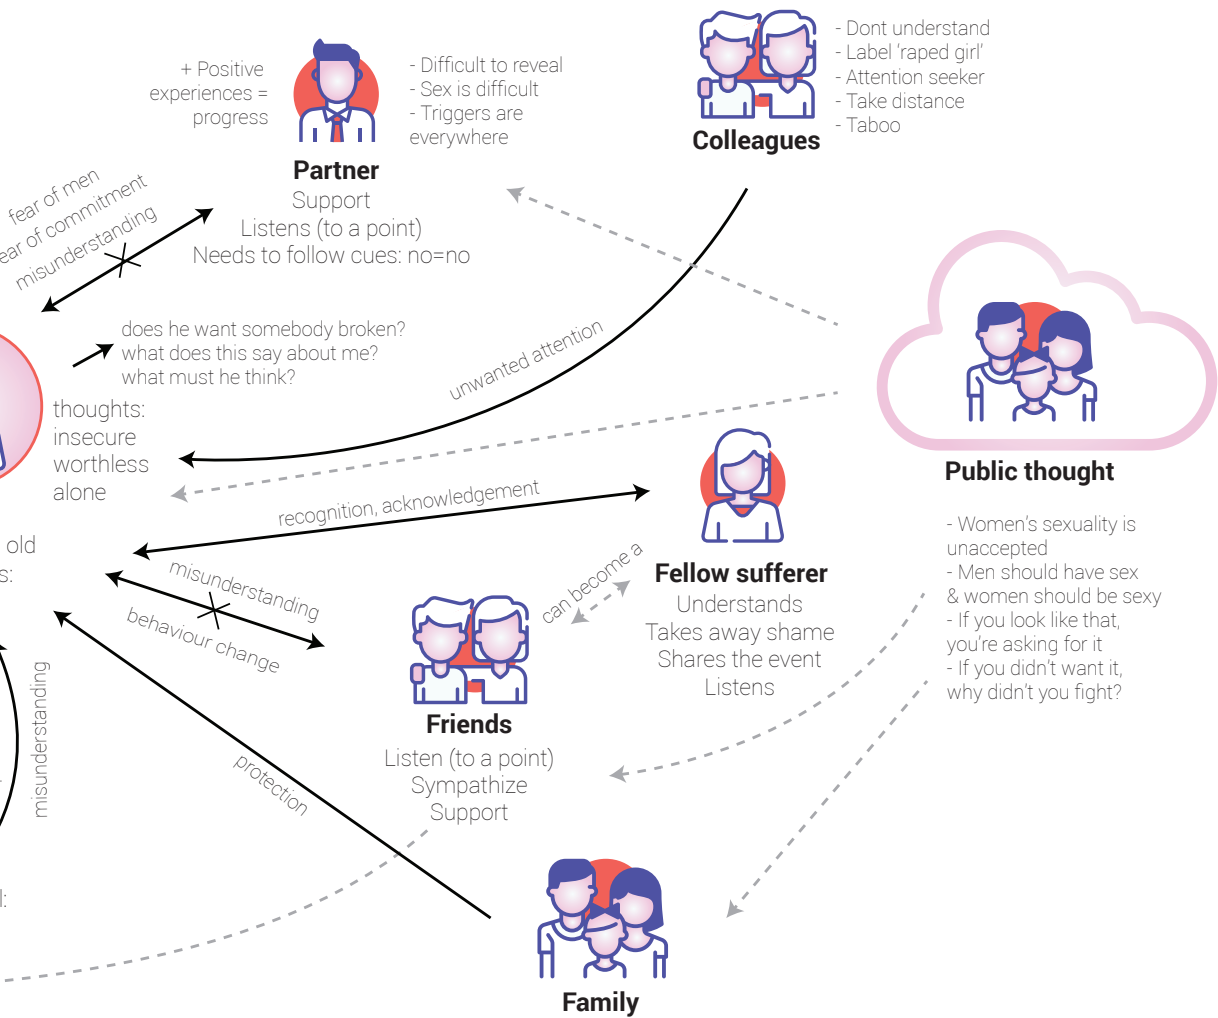 + Positive
experiences =
progress
- Difficult to reveal
- Sex is difficult
- Triggers are
everywhere
Partner
Support
Listens (to a point)
Needs to follow cues: no=no
- Dont understand
- Label ‘raped girl’
- Attention seeker
- Take distance
- Taboo
Colleagues
fear of men
ear of commitment
misunderstanding
does he want somebody broken?
what does this say about me?
what must he think?
thoughts:
insecure
worthless
alone
unwanted attention
Public thought
- Women’s sexuality is
unaccepted
- Men should have sex
& women should be sexy
- If you look like that,
you’re asking for it
- If you didn’t want it,
why didn’t you fight?
recognition, acknowledgement
old
s:
misunderstanding
behaviour change
can become a
Fellow sufferer
Understands
Takes away shame
Shares the event
Listens
Friends
Listen (to a point)
Sympathize
Support
misunderstanding
protection
l:
Family